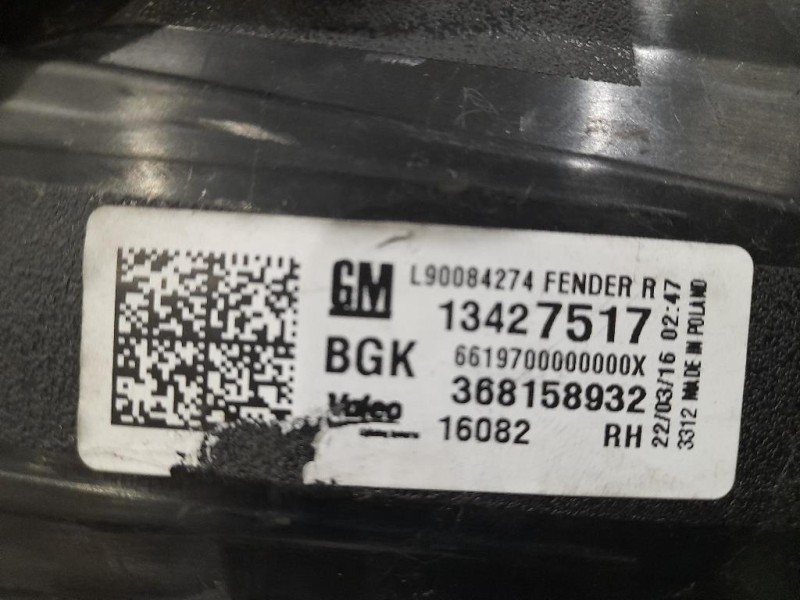 GM L90084274 FENDER R
13427517
BGK 6619700000000X
368158932
Valeo
16082 RH
22/03/16 02:47
3312 MADE IN POLAND